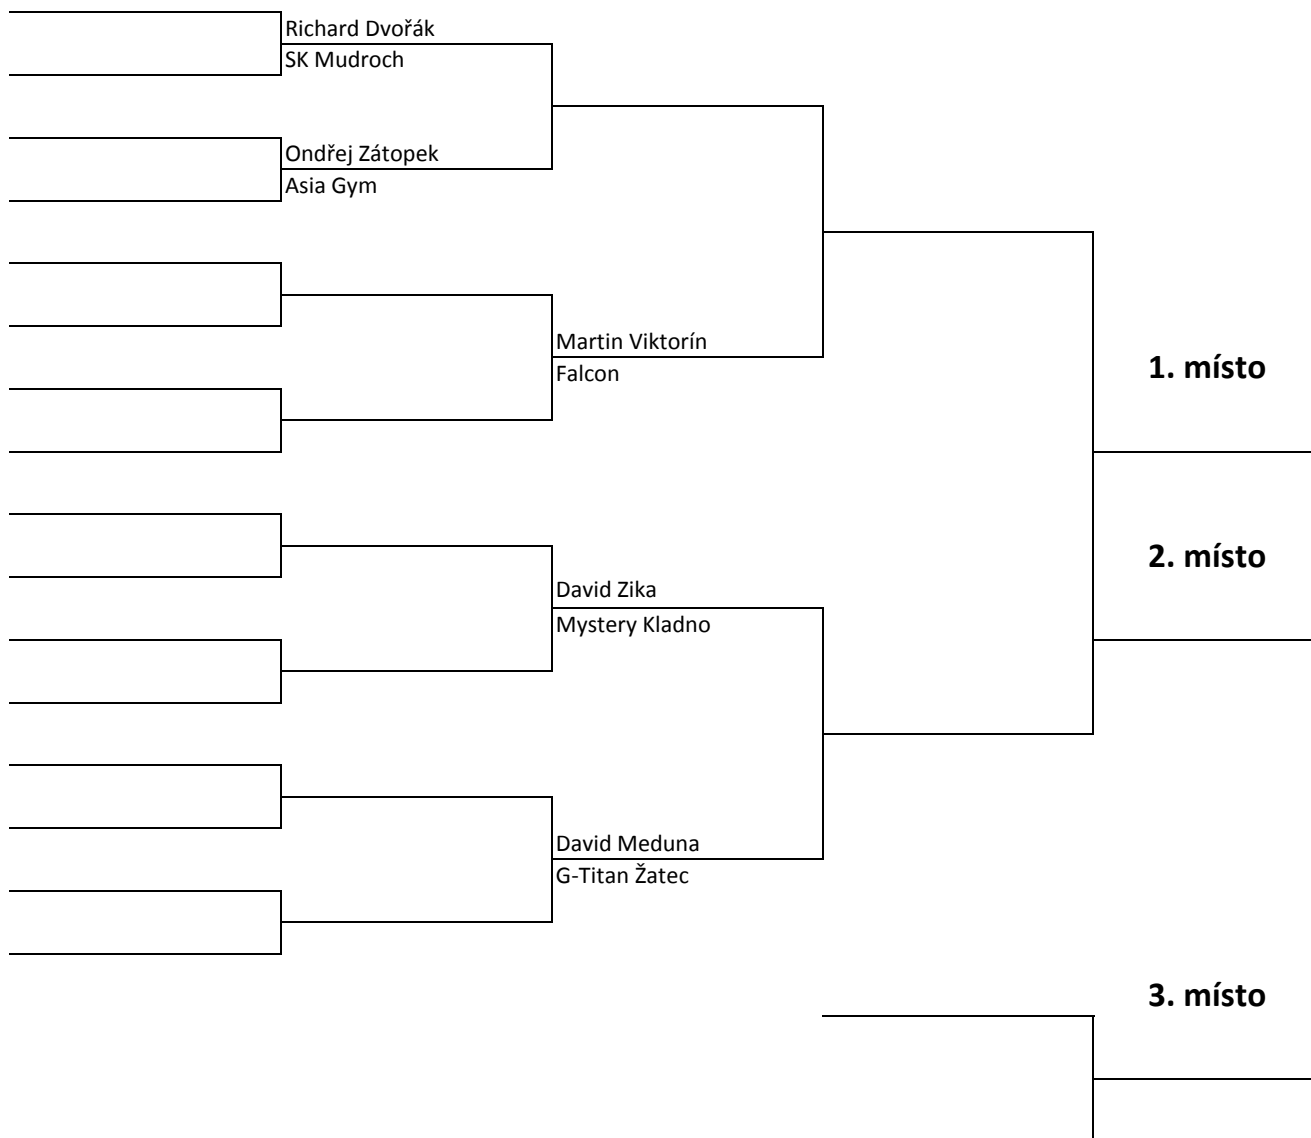 Richard Dvořák
SK Mudroch
Ondřej Zátopek
Asia Gym
Martin Viktorín
Falcon
1. místo
2. místo
David Zika
Mystery Kladno
David Meduna
G-Titan Žatec
3. místo